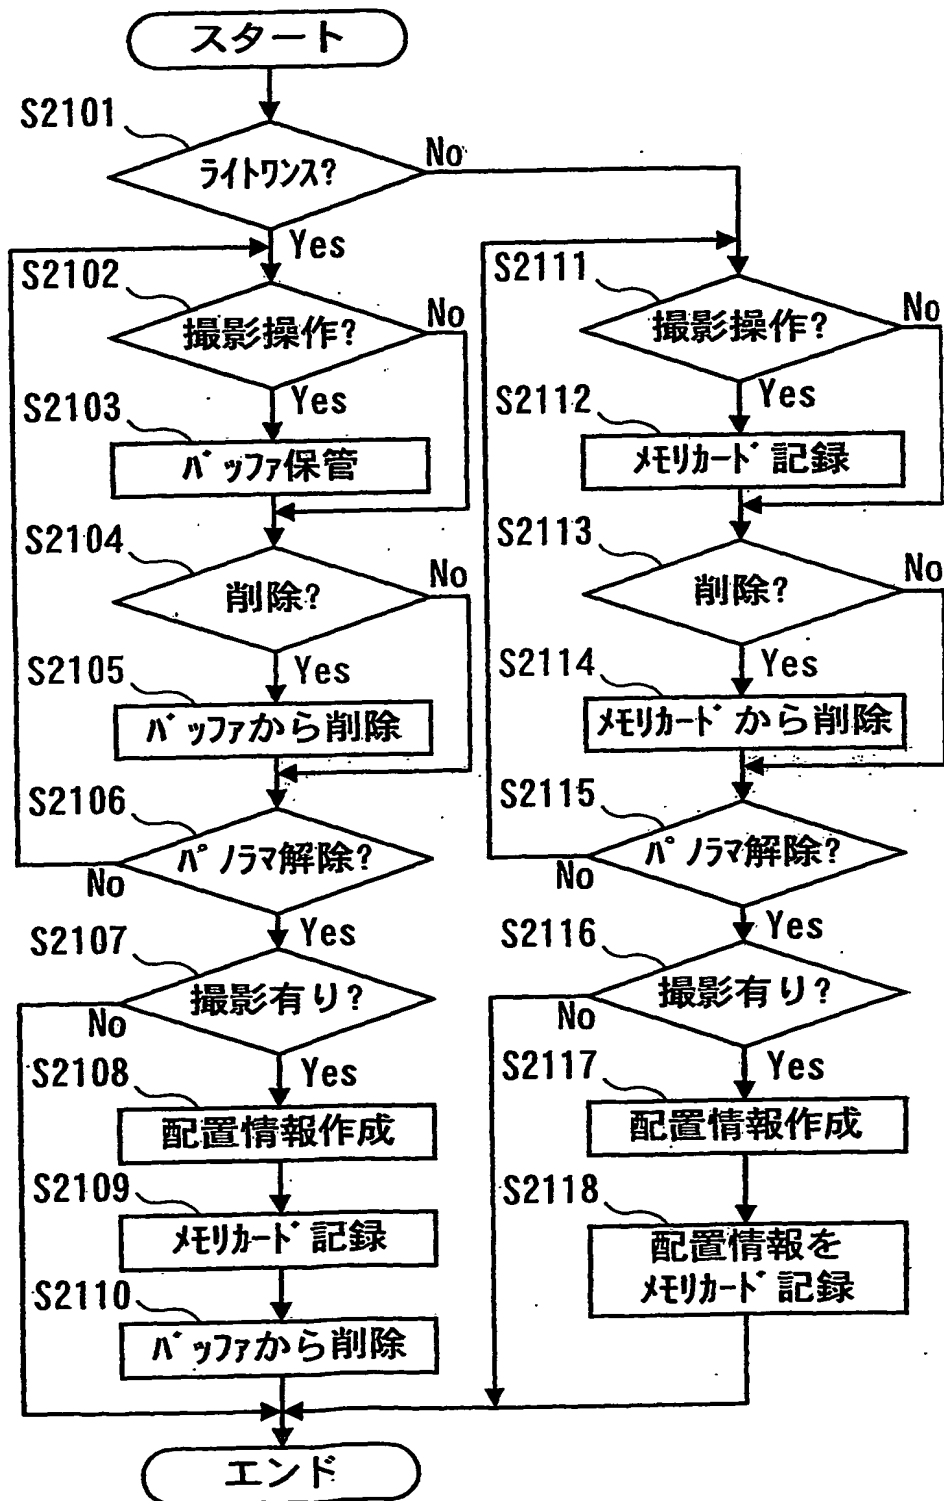 スタート
S2101
ﾗｲﾄﾜﾝｽ?
No
Yes
S2102
撮影操作?
No
Yes
S2103
ﾊﾞｯﾌｧ保管
S2104
削除?
No
Yes
S2105
ﾊﾞｯﾌｧから削除
S2106
ﾊﾟﾉﾗﾏ解除?
No
Yes
S2107
撮影有り?
No
Yes
S2108
配置情報作成
S2109
ﾒﾓﾘｶｰﾄﾞ記録
S2110
ﾊﾞｯﾌｧから削除
S2111
撮影操作?
No
Yes
S2112
ﾒﾓﾘｶｰﾄﾞ記録
S2113
削除?
No
Yes
S2114
ﾒﾓﾘｶｰﾄﾞから削除
S2115
ﾊﾟﾉﾗﾏ解除?
No
Yes
S2116
撮影有り?
No
Yes
S2117
配置情報作成
S2118
配置情報を
ﾒﾓﾘｶｰﾄﾞ記録
エンド